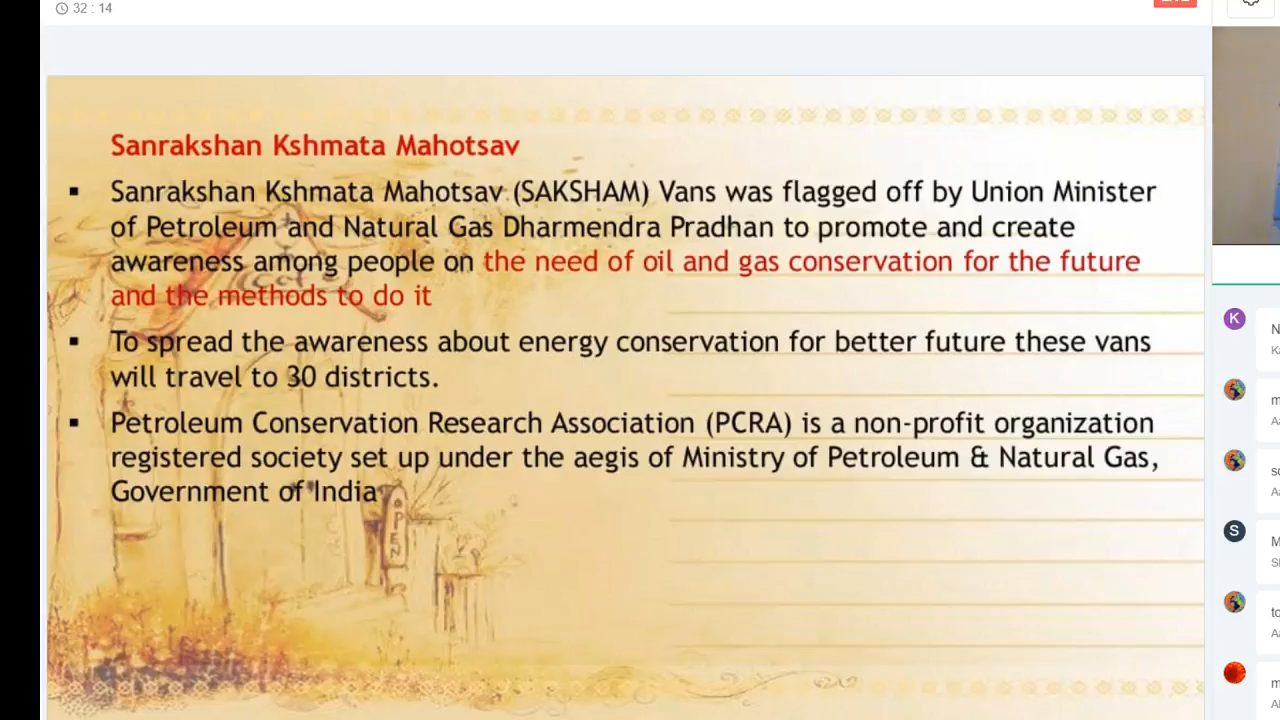 32 : 14
Sanrakshan Kshmata Mahotsav
▪ Sanrakshan Kshmata Mahotsav (SAKSHAM) Vans was flagged off by Union Minister
of Petroleum and Natural Gas Dharmendra Pradhan to promote and create
awareness among people on the need of oil and gas conservation for the future
and the methods to do it
▪ To spread the awareness about energy conservation for better future these vans
will travel to 30 districts.
▪ Petroleum Conservation Research Association (PCRA) is a non-profit organization
registered society set up under the aegis of Ministry of Petroleum & Natural Gas,
Government of India
OPEN
K
S